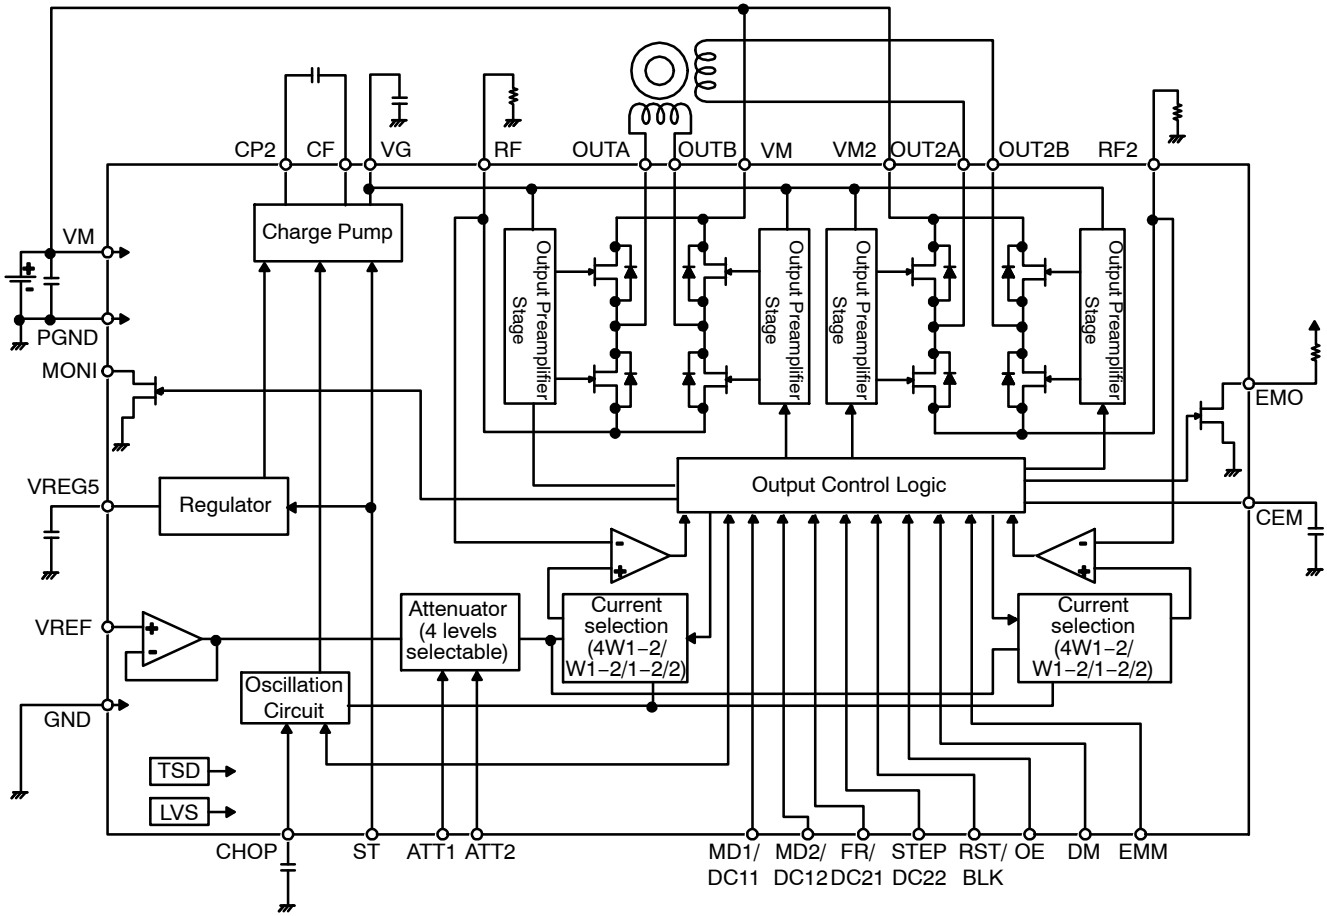 CP2 CF VG RF OUTA OUTB VM VM2 OUT2A OUT2B RF2
VM
+
-
PGND
MONI
VREG5
VREF
GND
Charge Pump
Output Preamplifier
Stage
Output Preamplifier
Stage
Output Preamplifier
Stage
Output Preamplifier
Stage
EMO
CEM
Regulator
Output Control Logic
-
+
-
+
+
-
Attenuator
(4 levels
selectable)
Current
selection
(4W1−2/
W1−2/1−2/2)
Current
selection
(4W1−2/
W1−2/1−2/2)
Oscillation
Circuit
TSD
LVS
CHOP ST ATT1 ATT2 MD1/ MD2/ FR/ STEP RST/ OE DM EMM
DC11 DC12 DC21 DC22 BLK